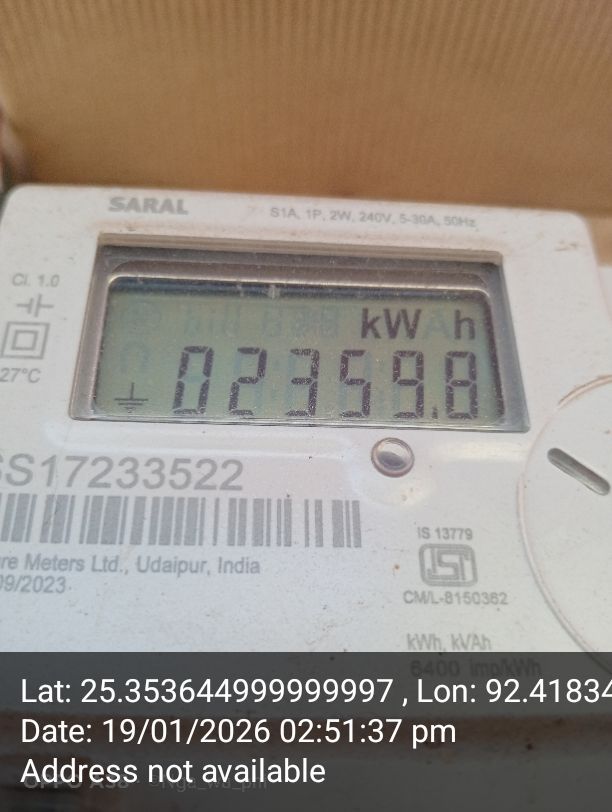 SARAL
S1A, 1P, 2W, 240V, 5-30A, 50Hz
Cl. 1.0
27°C
kWh
02359.8
SS17233522
re Meters Ltd., Udaipur, India
09/2023
IS 13779
CM/L-8150362
kWh, kVAh
6400 imp/kWh
Lat: 25.353644999999997 , Lon: 92.41834
Date: 19/01/2026 02:51:37 pm
Address not available